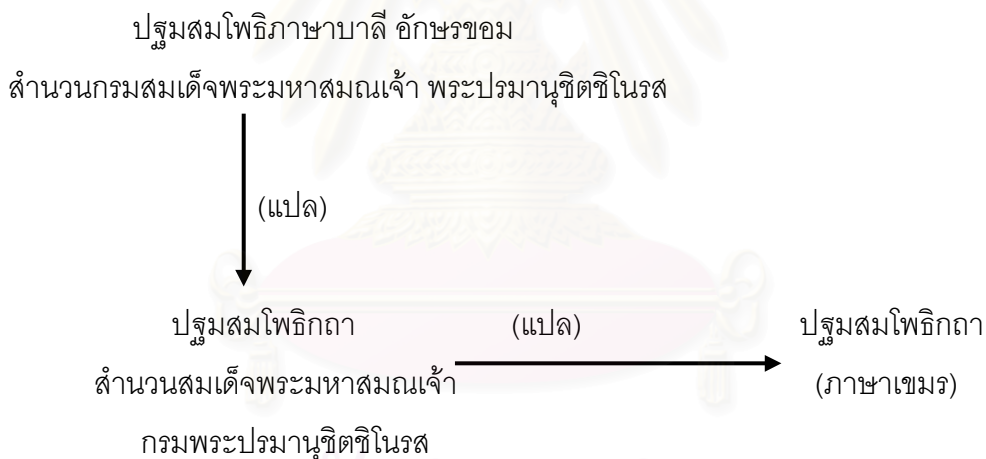 ปฐมสมโพธิภาษาบาลี อักษรขอม
สำนวนกรมสมเด็จพระมหาสมณเจ้า พระปรมานุชิตชิโนรส
(แปล)
ปฐมสมโพธิกถา (แปล) ปฐมสมโพธิกถา
สำนวนสมเด็จพระมหาสมณเจ้า (ภาษาเขมร)
กรมพระปรมานุชิตชิโนรส